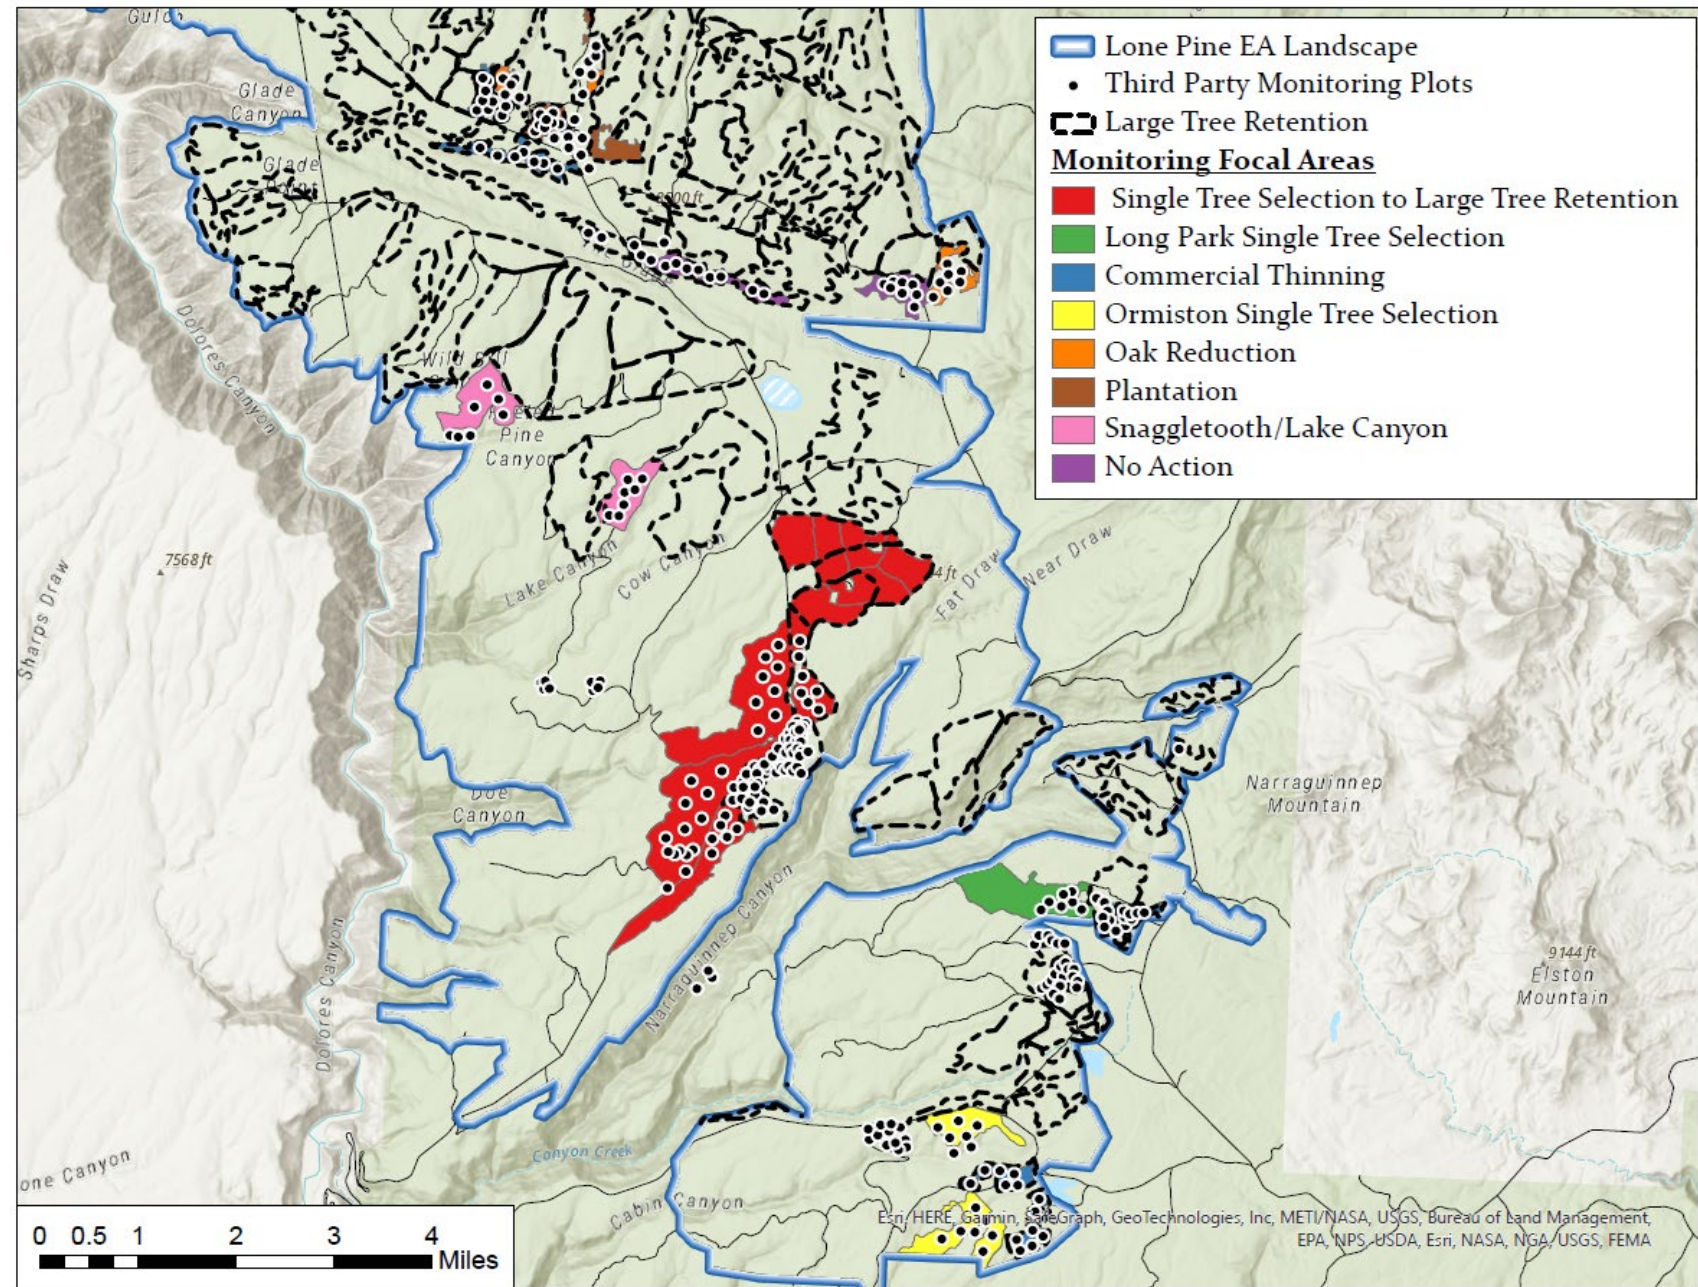 Gulch
Glade
Canyon
Glade
Point
Dolores Canyon
Pine
Canyon
Lake Canyon
Cow Canyon
Fat Draw
Near Draw
7568 ft
Sharps Draw
Doe
Canyon
Narraguinnep
Mountain
Narraguinnep Canyon
Dolores Canyon
9144 ft
Elston
Mountain
Canyon Creek
Cabin Canyon
one Canyon
Lone Pine EA Landscape
Third Party Monitoring Plots
Large Tree Retention
Monitoring Focal Areas
Single Tree Selection to Large Tree Retention
Long Park Single Tree Selection
Commercial Thinning
Ormiston Single Tree Selection
Oak Reduction
Plantation
Snaggletooth/Lake Canyon
No Action
0 0.5 1 2 3 4
Miles
Esri, HERE, Garmin, SafeGraph, GeoTechnologies, Inc, METI/NASA, USGS, Bureau of Land Management,
EPA, NPS, USDA, Esri, NASA, NGA, USGS, FEMA